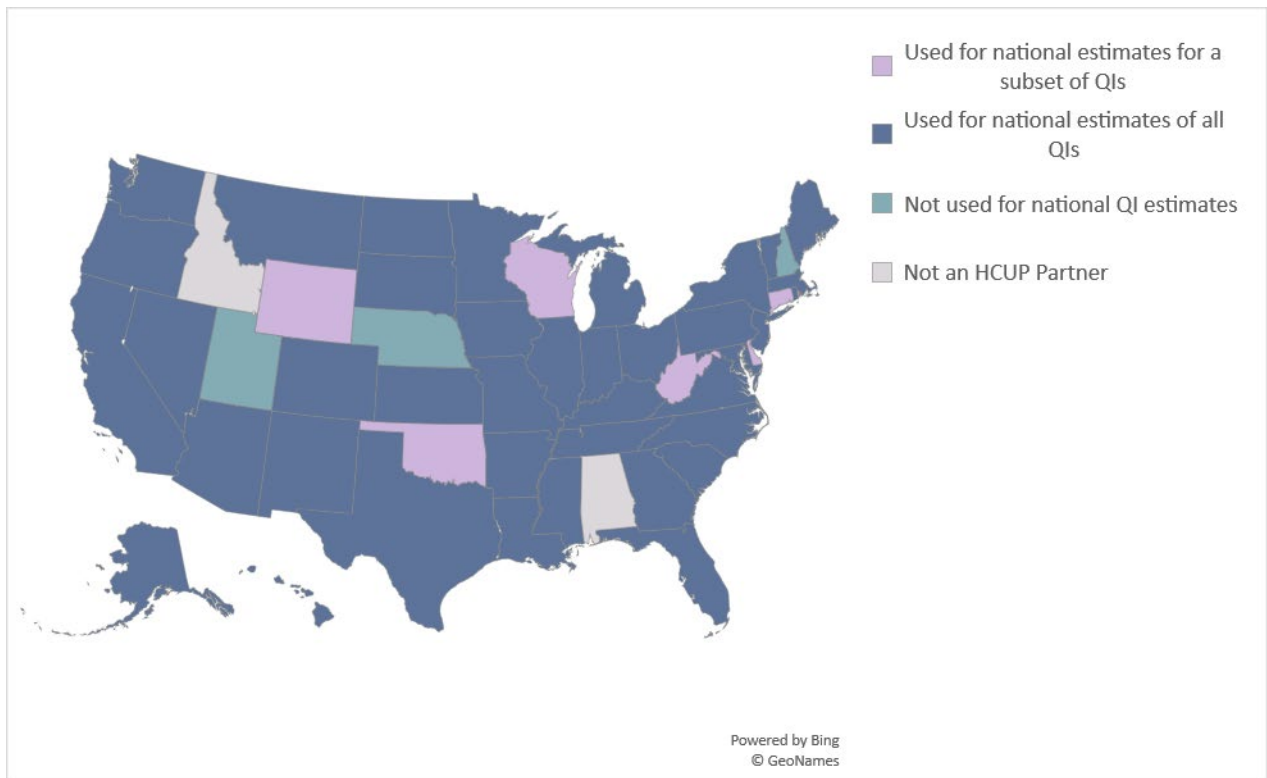 Used for national estimates for a
subset of QIs
Used for national estimates of all
QIs
Not used for national QI estimates
Not an HCUP Partner
Powered by Bing
© GeoNames